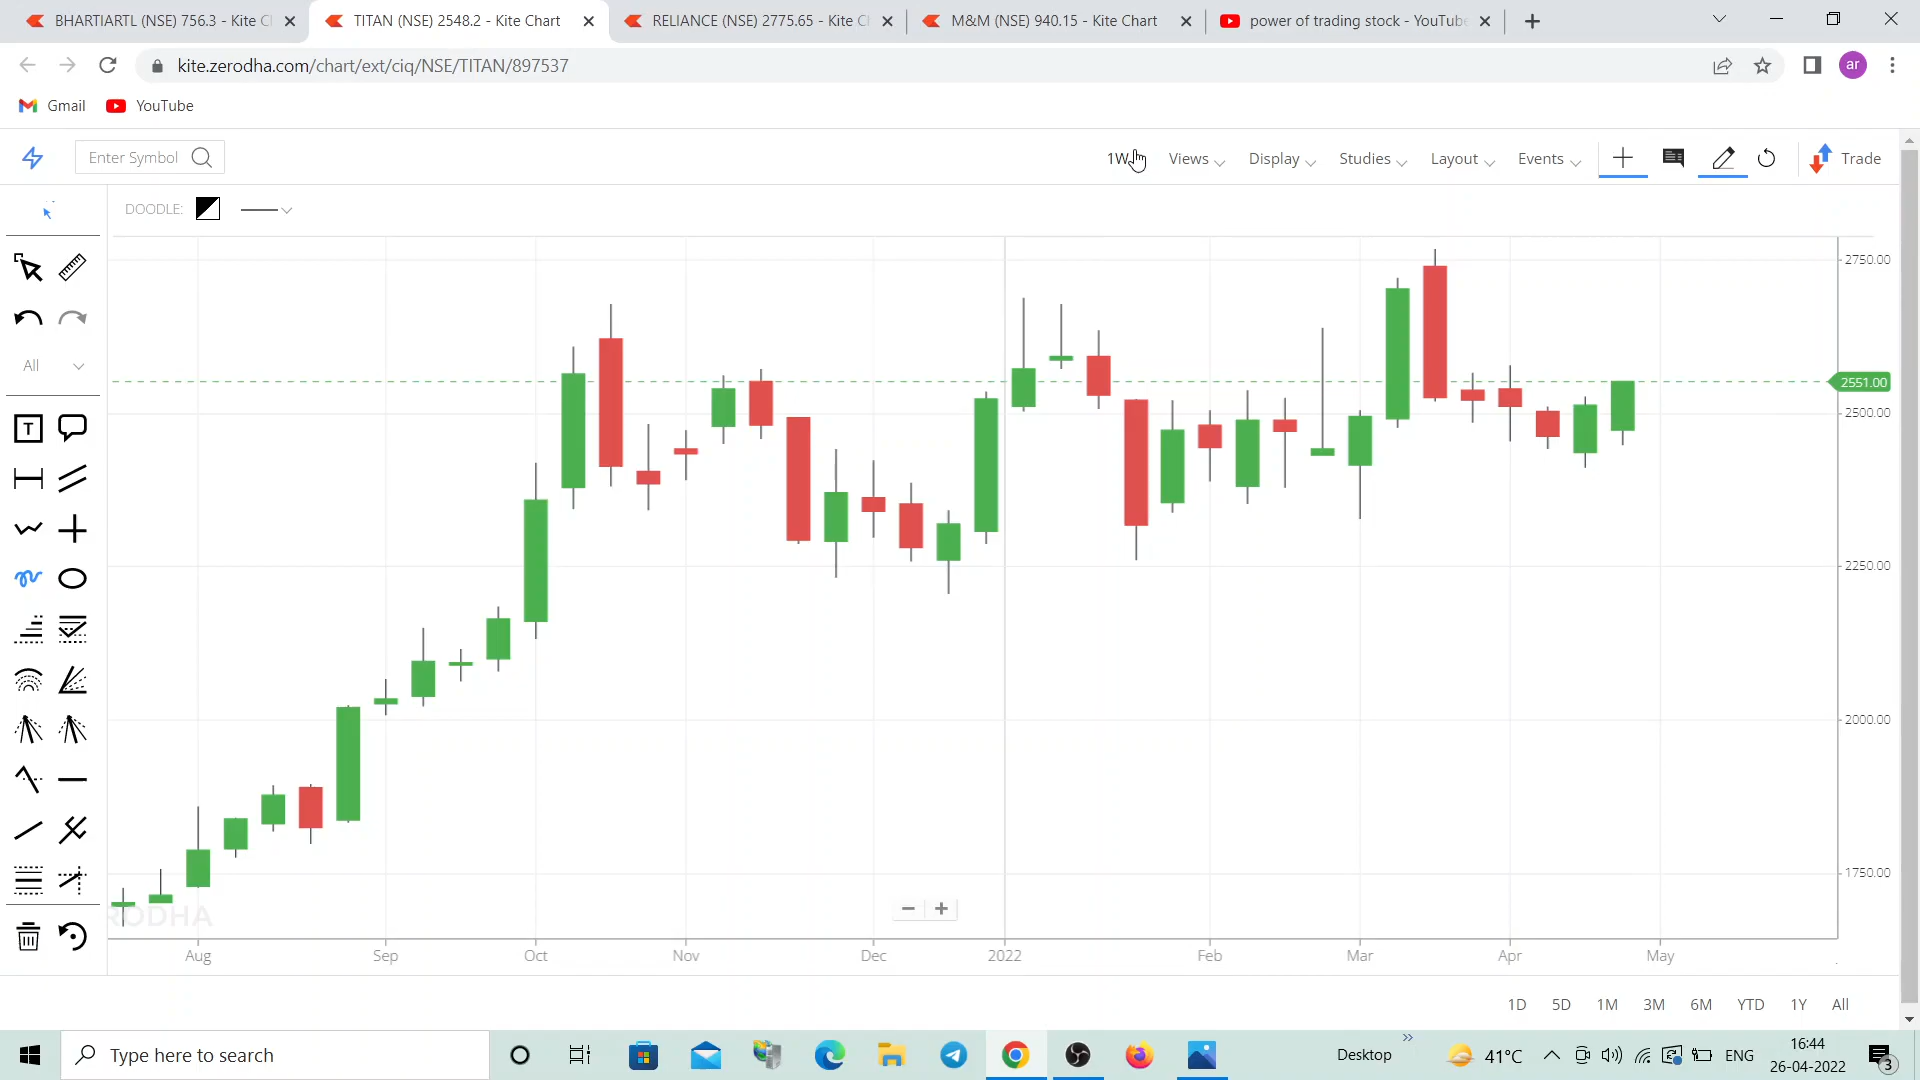 BHARTIARTL (NSE) 756.3 - Kite C
TITAN (NSE) 2548.2 - Kite Chart
RELIANCE (NSE) 2775.65 - Kite C
M&M (NSE) 940.15 - Kite Chart
power of trading stock - YouTube
kite.zerodha.com/chart/ext/ciq/NSE/TITAN/897537
ar
Gmail
YouTube
Enter Symbol
1W
Views
Display
Studies
Layout
Events
Trade
DOODLE:
All
T
2750.00
2551.00
2500.00
2250.00
2000.00
1750.00
RODHA
Aug
Sep
Oct
Nov
Dec
2022
Feb
Mar
Apr
May
1D
5D
1M
3M
6M
YTD
1Y
All
Type here to search
Desktop
41°C
ENG
16:44
26-04-2022
3